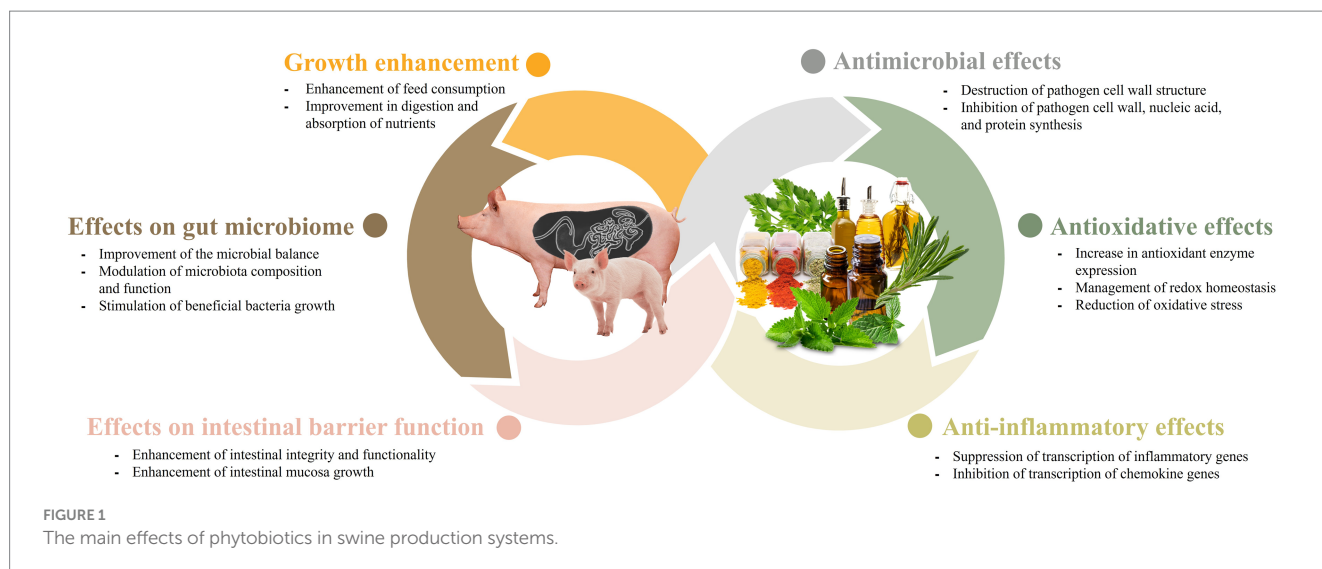 Growth enhancement
- Enhancement of feed consumption
- Improvement in digestion and
absorption of nutrients
Effects on gut microbiome
- Improvement of the microbial balance
- Modulation of microbiota composition
and function
- Stimulation of beneficial bacteria growth
Effects on intestinal barrier function
- Enhancement of intestinal integrity and functionality
- Enhancement of intestinal mucosa growth
Antimicrobial effects
- Destruction of pathogen cell wall structure
- Inhibition of pathogen cell wall, nucleic acid,
and protein synthesis
Antioxidative effects
- Increase in antioxidant enzyme
expression
- Management of redox homeostasis
- Reduction of oxidative stress
Anti-inflammatory effects
- Suppression of transcription of inflammatory genes
- Inhibition of transcription of chemokine genes
FIGURE 1
The main effects of phytobiotics in swine production systems.